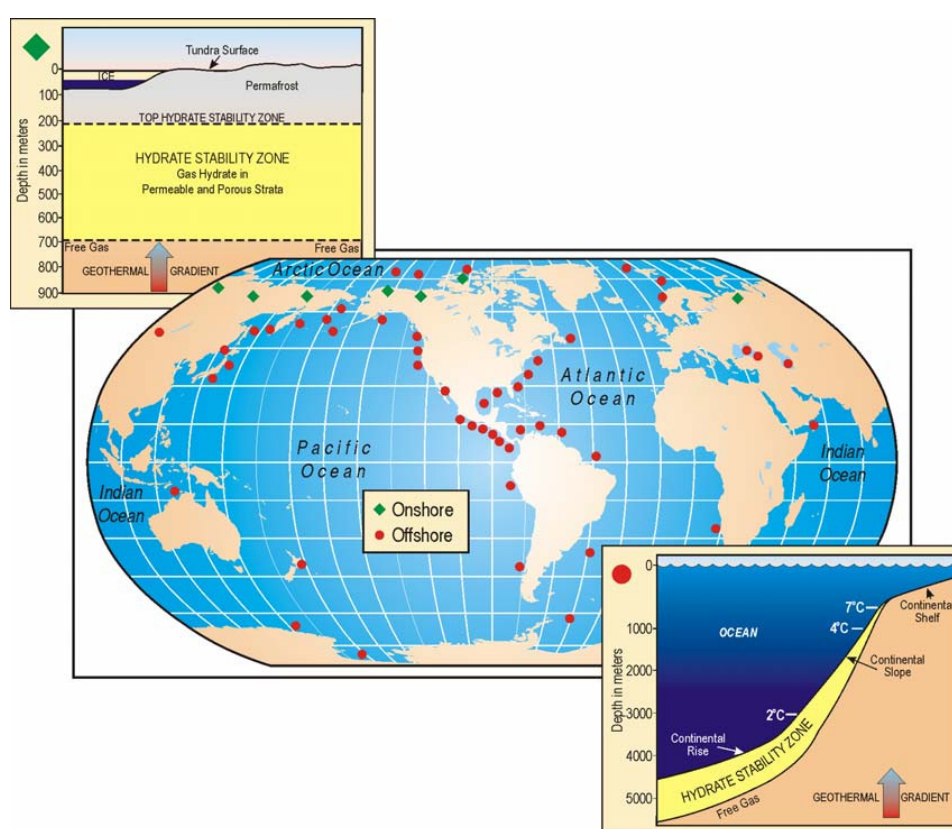 Tundra Surface
0
ICE
100
Permafrost
TOP HYDRATE STABILITY ZONE
200
HYDRATE STABILITY ZONE
300
Gas Hydrate in
400
Permeable and Porous Strata
500
600
700
Free Gas
Free Gas
800
GEOTHERMAL
GRADIENT
900
Depth in meters
Arctic Ocean
Atlantic
Ocean
Pacific
Ocean
Indian
Ocean
Indian
Ocean
Onshore
Offshore
0
7°C
Continental
Shelf
1000
4°C
OCEAN
2000
Continental
Slope
3000
2°C
Continental
Rise
4000
HYDRATE STABILITY ZONE
5000
Free Gas
GEOTHERMAL
GRADIENT
Depth in meters